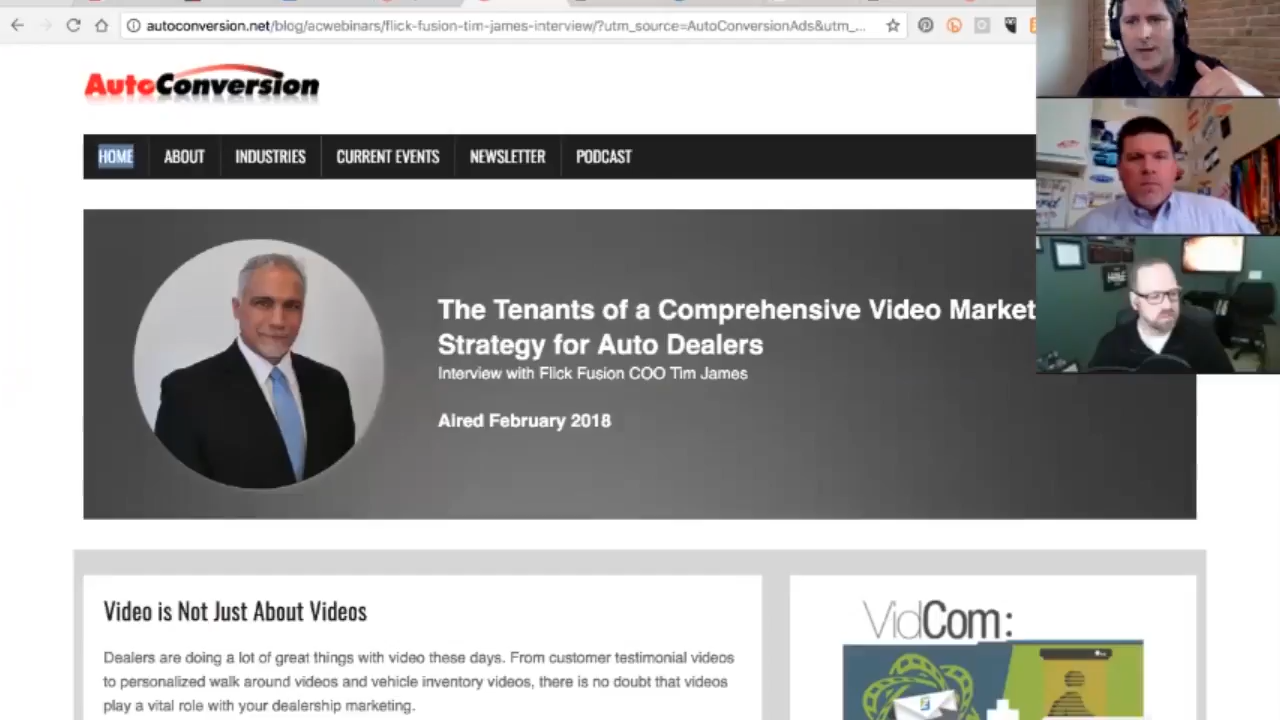 autoconversion.net/blog/acwebinars/flick-fusion-tim-james-interview/?utm_source=AutoConversionAds&utm_...
AutoConversion
HOME ABOUT INDUSTRIES CURRENT EVENTS NEWSLETTER PODCAST
The Tenants of a Comprehensive Video Market
Strategy for Auto Dealers
Interview with Flick Fusion COO Tim James
Aired February 2018
Video is Not Just About Videos
VidCom:
Dealers are doing a lot of great things with video these days. From customer testimonial videos
to personalized walk around videos and vehicle inventory videos, there is no doubt that videos
play a vital role with your dealership marketing.